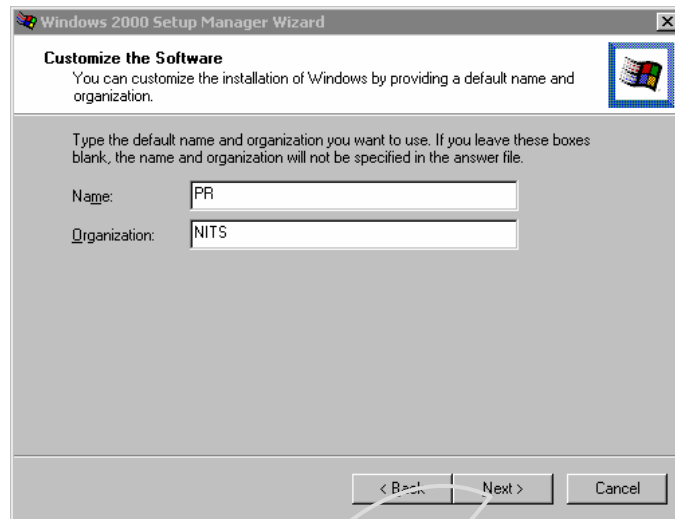 Windows 2000 Setup Manager Wizard
Customize the Software
You can customize the installation of Windows by providing a default name and
organization.
Type the default name and organization you want to use. If you leave these boxes
blank, the name and organization will not be specified in the answer file.
Name: PR
Organization: NITS
< Back Next > Cancel